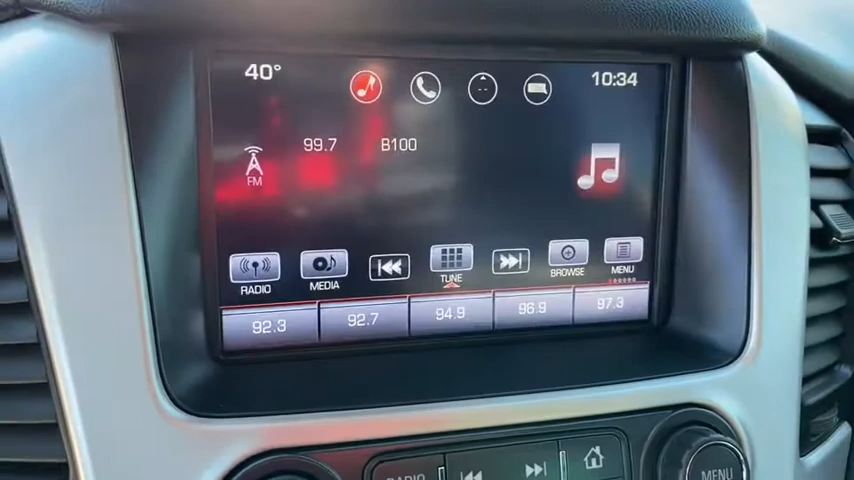 40° 10:34
99.7 B100
FM
RADIO MEDIA TUNE BROWSE MENU
92.3 92.7 94.9 96.9 97.3
RADIO MENU